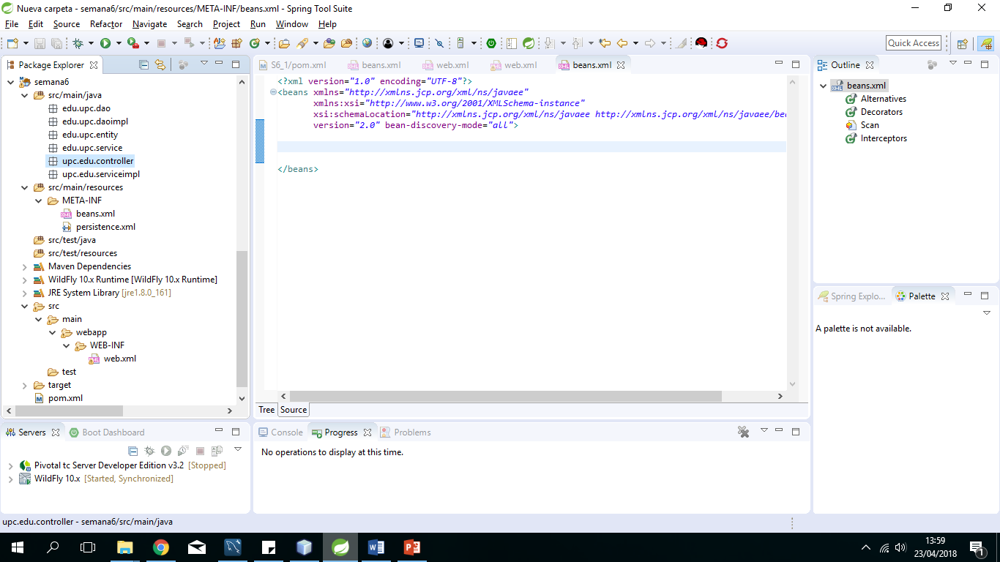 Nueva carpeta - semana6/src/main/resources/META-INF/beans.xml - Spring Tool Suite
File Edit Source Refactor Navigate Search Project Run Window Help
Quick Access
Package Explorer
semana6
src/main/java
edu.upc.dao
edu.upc.daoimpl
edu.upc.entity
edu.upc.service
upc.edu.controller
upc.edu.serviceimpl
src/main/resources
META-INF
beans.xml
persistence.xml
src/test/java
src/test/resources
Maven Dependencies
WildFly 10.x Runtime [WildFly 10.x Runtime]
JRE System Library [jre1.8.0_161]
src
main
webapp
WEB-INF
web.xml
test
target
pom.xml
S6_1/pom.xml beans.xml web.xml web.xml beans.xml
<?xml version="1.0" encoding="UTF-8"?>
<beans xmlns="http://xmlns.jcp.org/xml/ns/javaee"
xmlns:xsi="http://www.w3.org/2001/XMLSchema-instance"
xsi:schemaLocation="http://xmlns.jcp.org/xml/ns/javaee http://xmlns.jcp.org/xml/ns/javaee/bea
version="2.0" bean-discovery-mode="all">
</beans>
Tree Source
Outline
beans.xml
Alternatives
Decorators
Scan
Interceptors
Spring Explo... Palette
A palette is not available.
Servers Boot Dashboard
Pivotal tc Server Developer Edition v3.2 [Stopped]
WildFly 10.x [Started, Synchronized]
Console Progress Problems
No operations to display at this time.
upc.edu.controller - semana6/src/main/java
13:59
23/04/2018
1